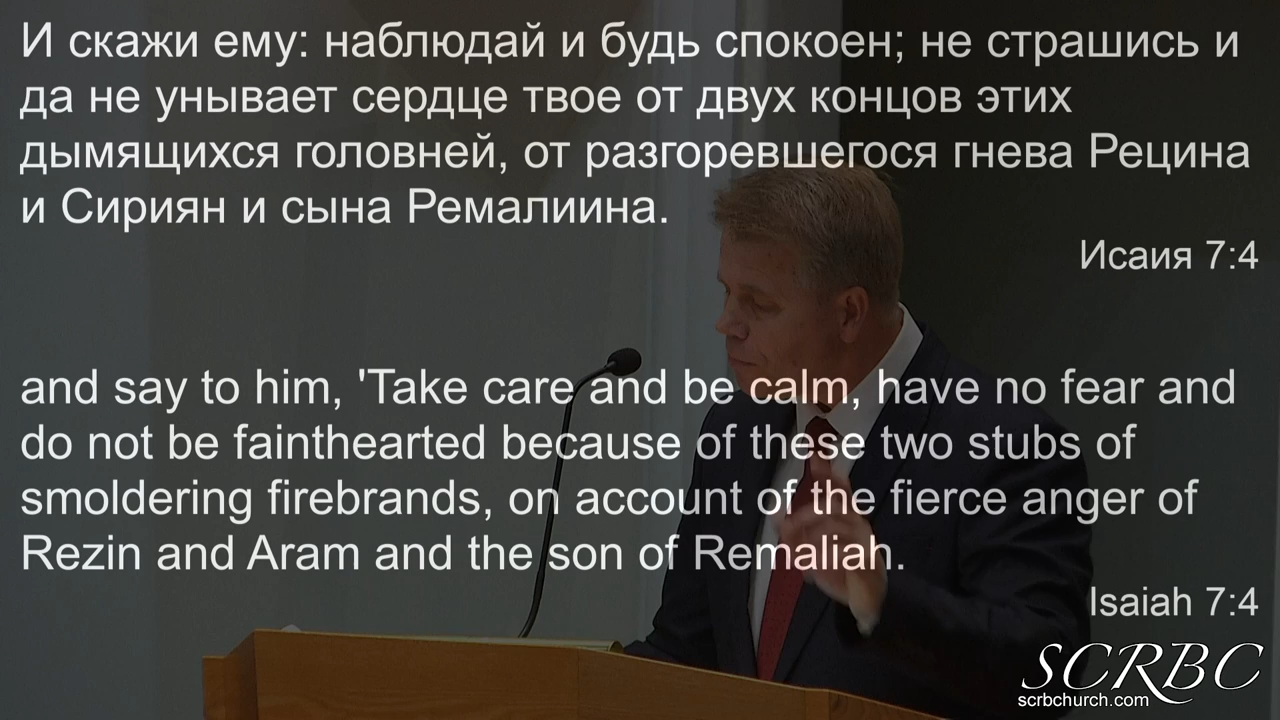 И скажи ему: наблюдай и будь спокоен; не страшись и
да не унывает сердце твое от двух концов этих
дымящихся головней, от разгоревшегося гнева Рецина
и Сириян и сына Ремалиина.
Исаия 7:4
and say to him, 'Take care and be calm, have no fear and
do not be fainthearted because of these two stubs of
smoldering firebrands, on account of the fierce anger of
Rezin and Aram and the son of Remaliah.
Isaiah 7:4
SCRBC
scrbchurch.com